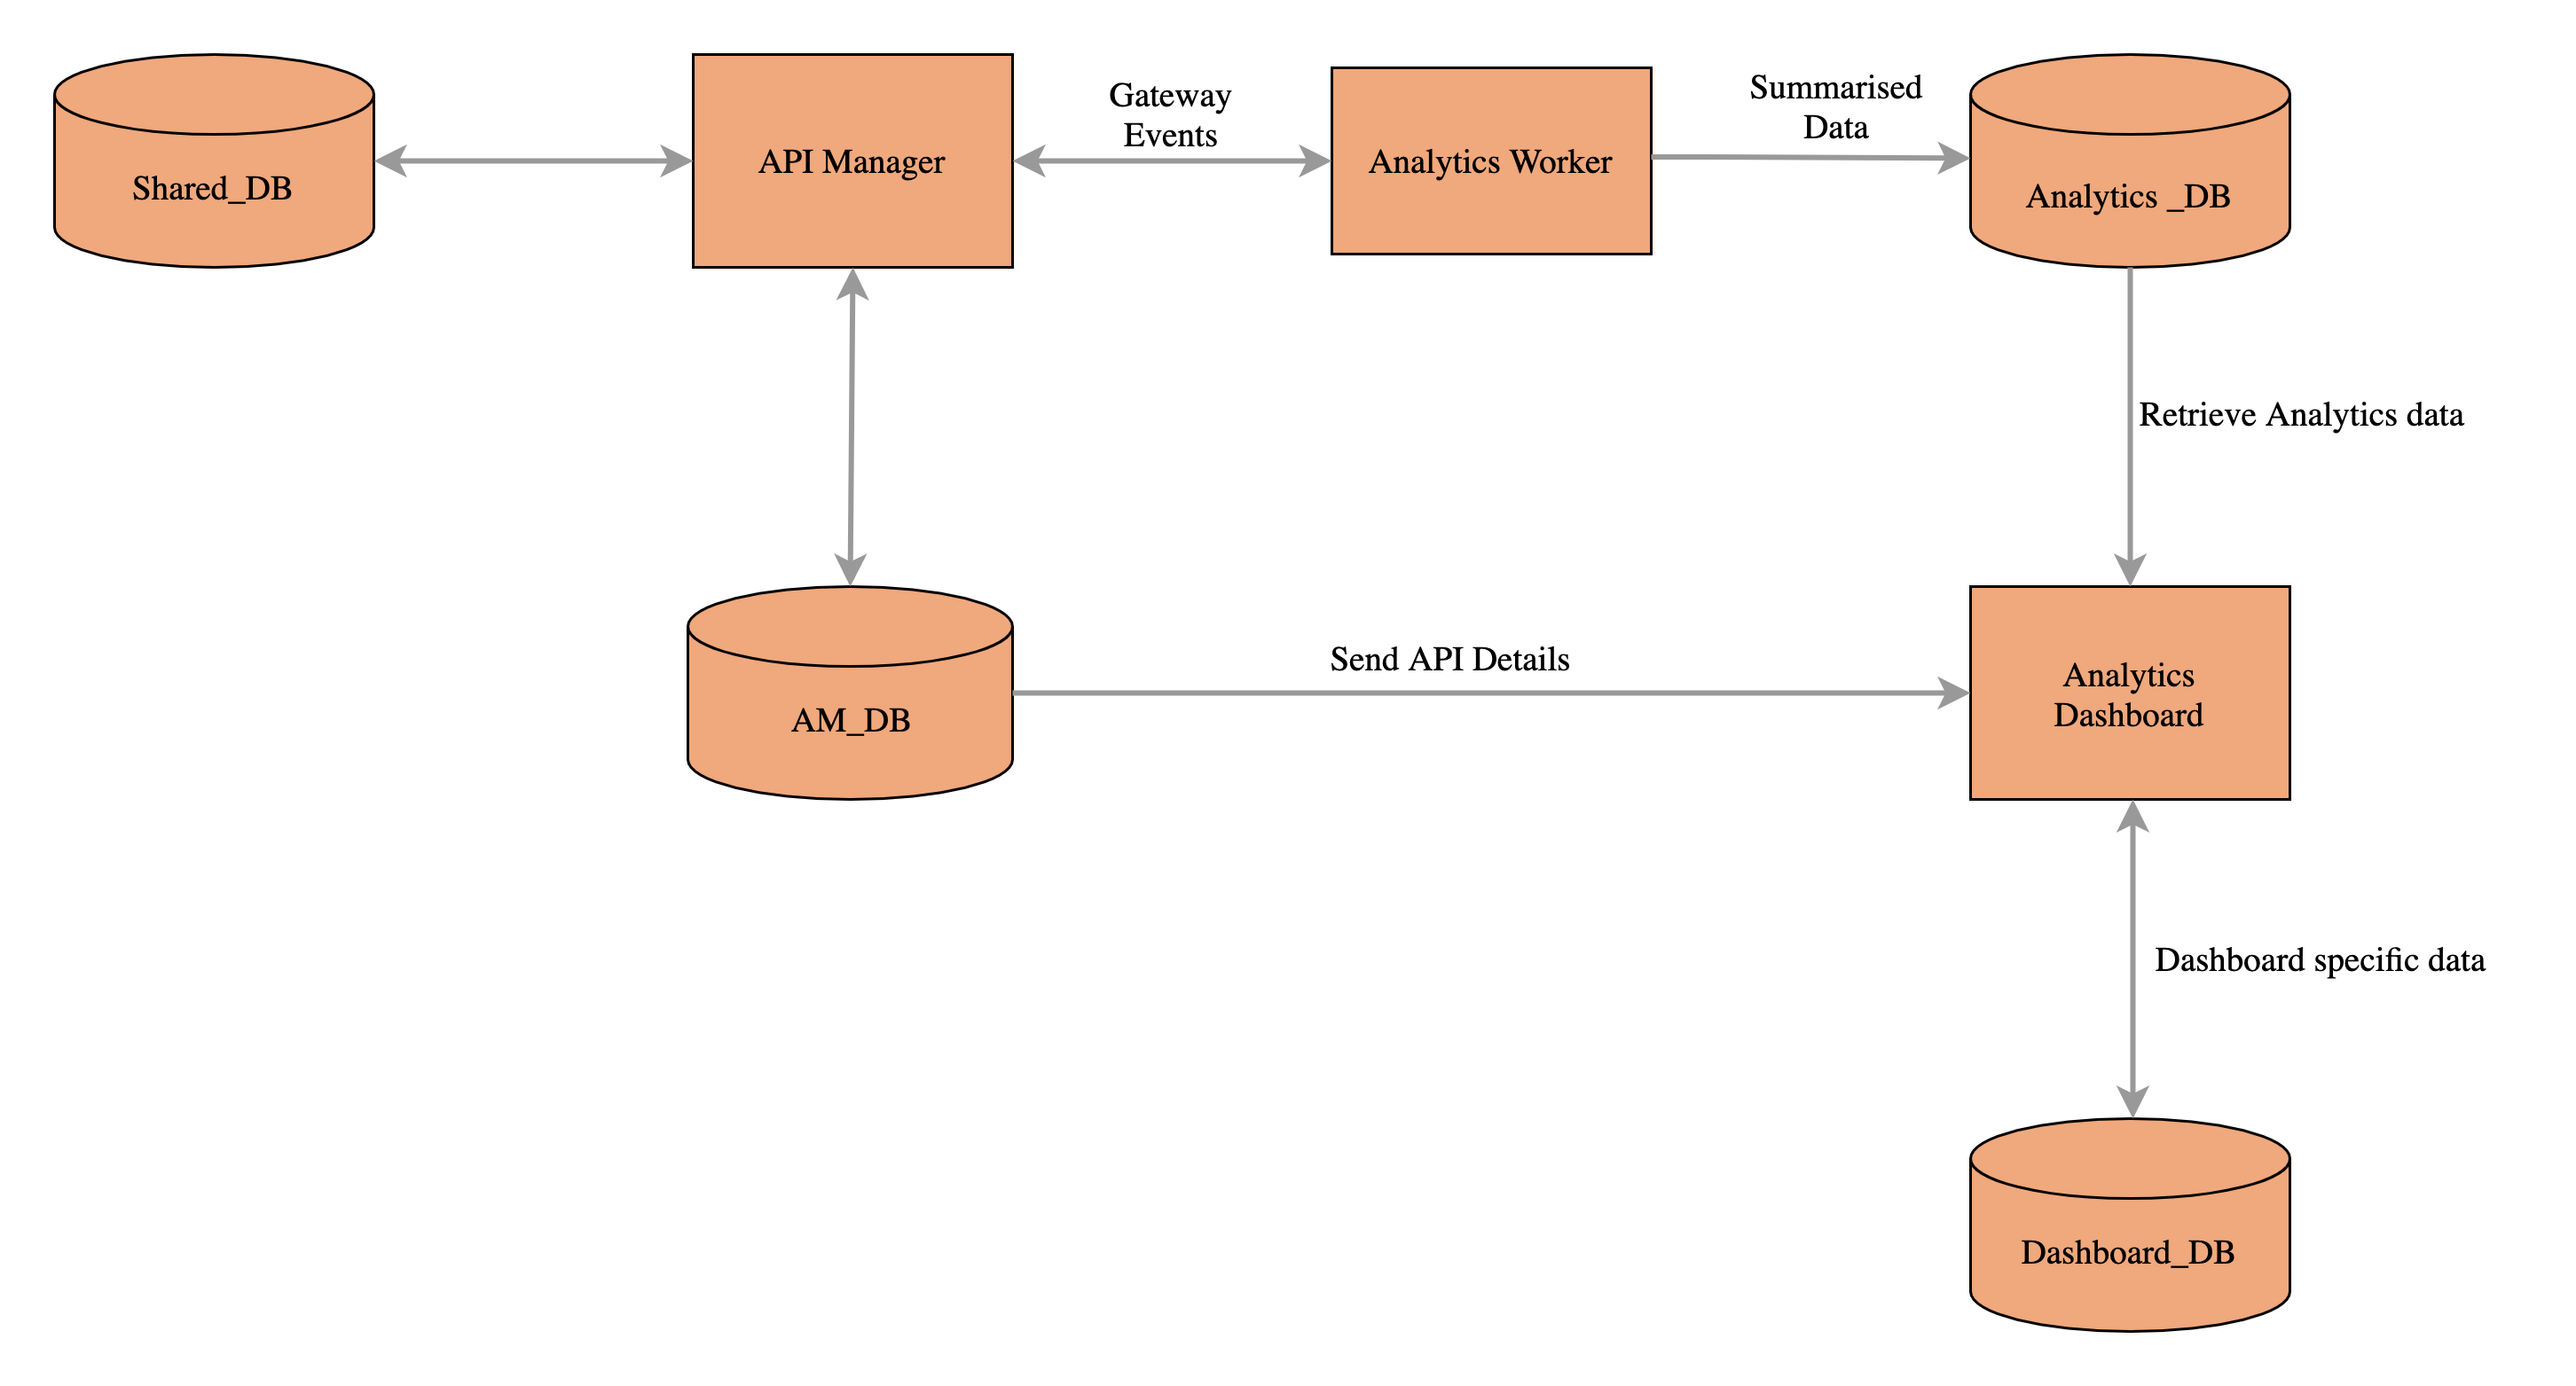 Shared_DB
API Manager
Gateway
Events
Analytics Worker
Summarised
Data
Analytics _DB
Retrieve Analytics data
AM_DB
Send API Details
Analytics
Dashboard
Dashboard specific data
Dashboard_DB